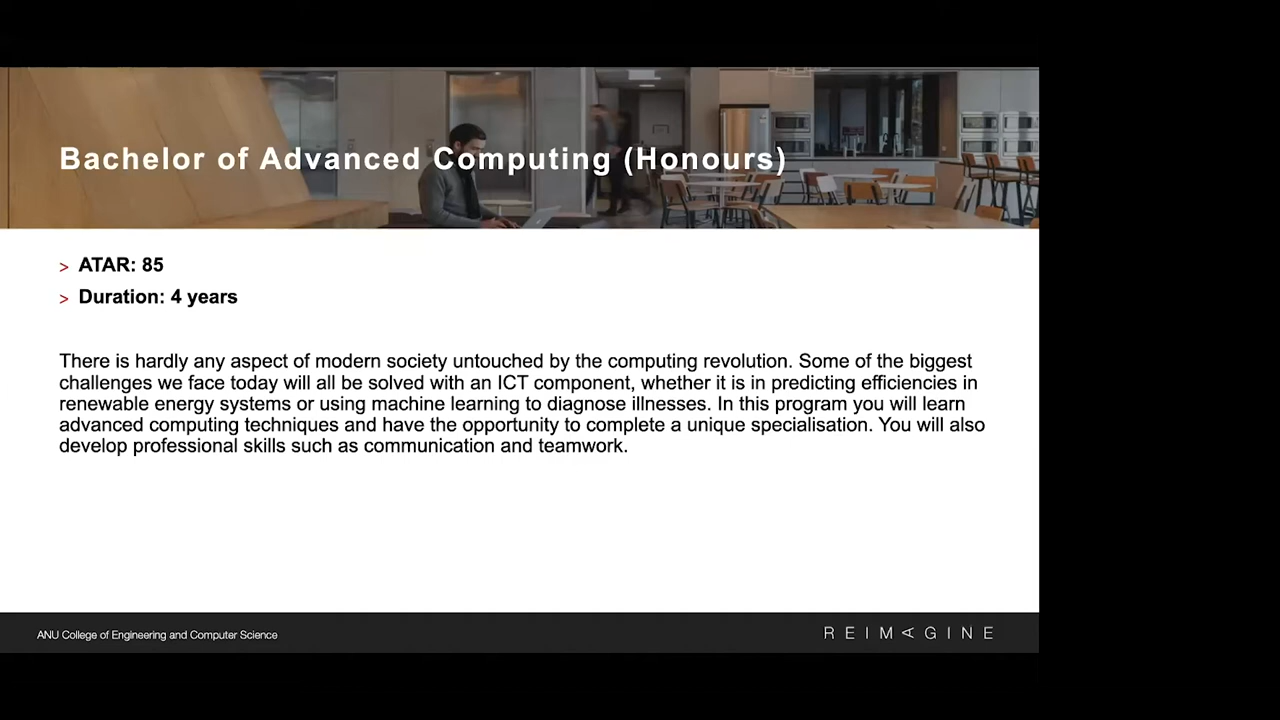 Bachelor of Advanced Computing (Honours)
> ATAR: 85
> Duration: 4 years
There is hardly any aspect of modern society untouched by the computing revolution. Some of the biggest
challenges we face today will all be solved with an ICT component, whether it is in predicting efficiencies in
renewable energy systems or using machine learning to diagnose illnesses. In this program you will learn
advanced computing techniques and have the opportunity to complete a unique specialisation. You will also
develop professional skills such as communication and teamwork.
ANU College of Engineering and Computer Science
REIMAGINE